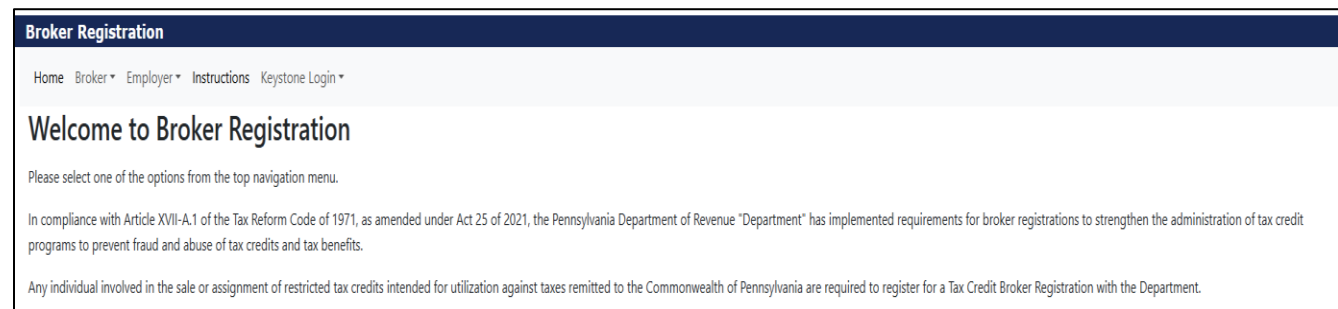 Broker Registration
Home Broker Employer Instructions Keystone Login
Welcome to Broker Registration
Please select one of the options from the top navigation menu.
In compliance with Article XVII-A.1 of the Tax Reform Code of 1971, as amended under Act 25 of 2021, the Pennsylvania Department of Revenue "Department" has implemented requirements for broker registrations to strengthen the administration of tax credit
programs to prevent fraud and abuse of tax credits and tax benefits.
Any individual involved in the sale or assignment of restricted tax credits intended for utilization against taxes remitted to the Commonwealth of Pennsylvania are required to register for a Tax Credit Broker Registration with the Department.